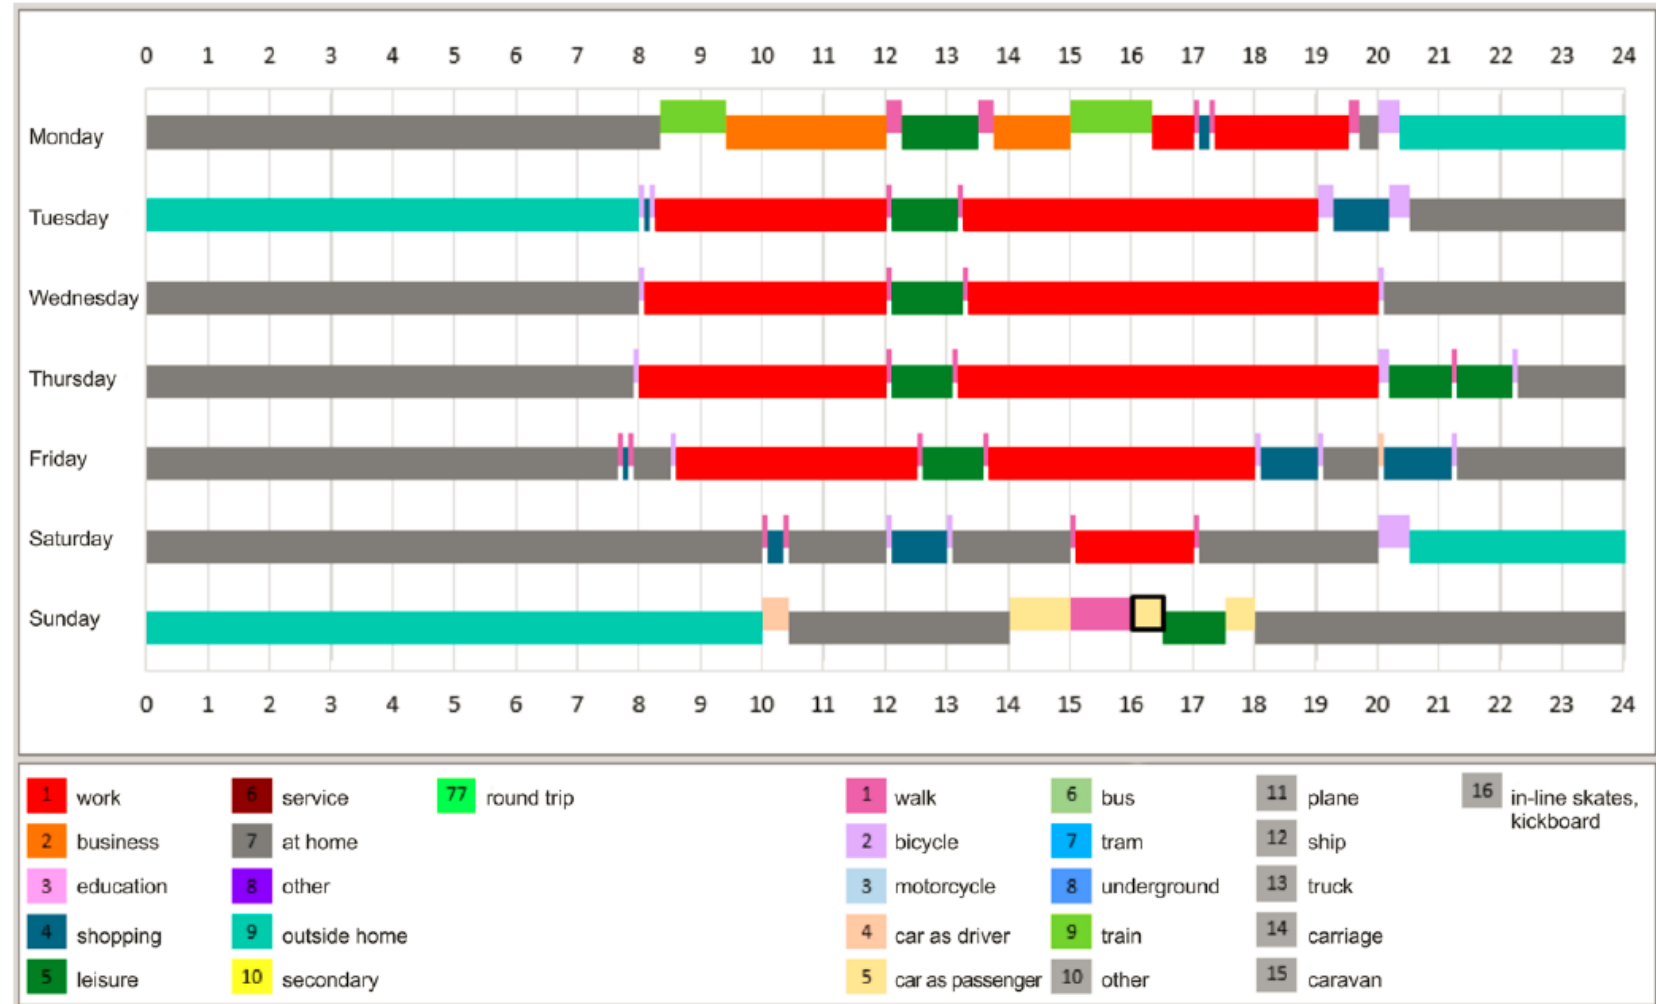 0 1 2 3 4 5 6 7 8 9 10 11 12 13 14 15 16 17 18 19 20 21 22 23 24
Monday
Tuesday
Wednesday
Thursday
Friday
Saturday
Sunday
0 1 2 3 4 5 6 7 8 9 10 11 12 13 14 15 16 17 18 19 20 21 22 23 24
1 work
2 business
3 education
4 shopping
5 leisure
6 service
7 at home
8 other
9 outside home
10 secondary
77 round trip
1 walk
2 bicycle
3 motorcycle
4 car as driver
5 car as passenger
6 bus
7 tram
8 underground
9 train
10 other
11 plane
12 ship
13 truck
14 carriage
15 caravan
16 in-line skates,
kickboard